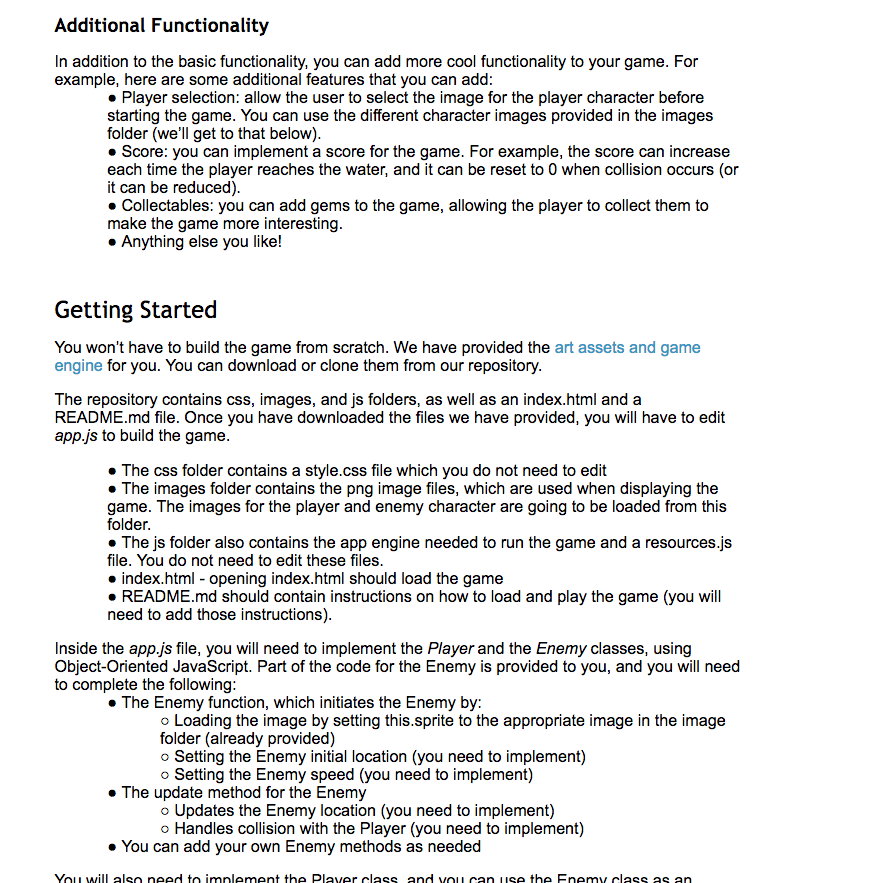 Additional Functionality
In addition to the basic functionality, you can add more cool functionality to your game. For
example, here are some additional features that you can add:
● Player selection: allow the user to select the image for the player character before
starting the game. You can use the different character images provided in the images
folder (we’ll get to that below).
● Score: you can implement a score for the game. For example, the score can increase
each time the player reaches the water, and it can be reset to 0 when collision occurs (or
it can be reduced).
● Collectables: you can add gems to the game, allowing the player to collect them to
make the game more interesting.
● Anything else you like!
Getting Started
You won’t have to build the game from scratch. We have provided the art assets and game
engine for you. You can download or clone them from our repository.
The repository contains css, images, and js folders, as well as an index.html and a
README.md file. Once you have downloaded the files we have provided, you will have to edit
app.js to build the game.
● The css folder contains a style.css file which you do not need to edit
● The images folder contains the png image files, which are used when displaying the
game. The images for the player and enemy character are going to be loaded from this
folder.
● The js folder also contains the app engine needed to run the game and a resources.js
file. You do not need to edit these files.
● index.html - opening index.html should load the game
● README.md should contain instructions on how to load and play the game (you will
need to add those instructions).
Inside the app.js file, you will need to implement the Player and the Enemy classes, using
Object-Oriented JavaScript. Part of the code for the Enemy is provided to you, and you will need
to complete the following:
● The Enemy function, which initiates the Enemy by:
○ Loading the image by setting this.sprite to the appropriate image in the image
folder (already provided)
○ Setting the Enemy initial location (you need to implement)
○ Setting the Enemy speed (you need to implement)
● The update method for the Enemy
○ Updates the Enemy location (you need to implement)
○ Handles collision with the Player (you need to implement)
● You can add your own Enemy methods as needed
You will also need to implement the Player class, and you can use the Enemy class as an